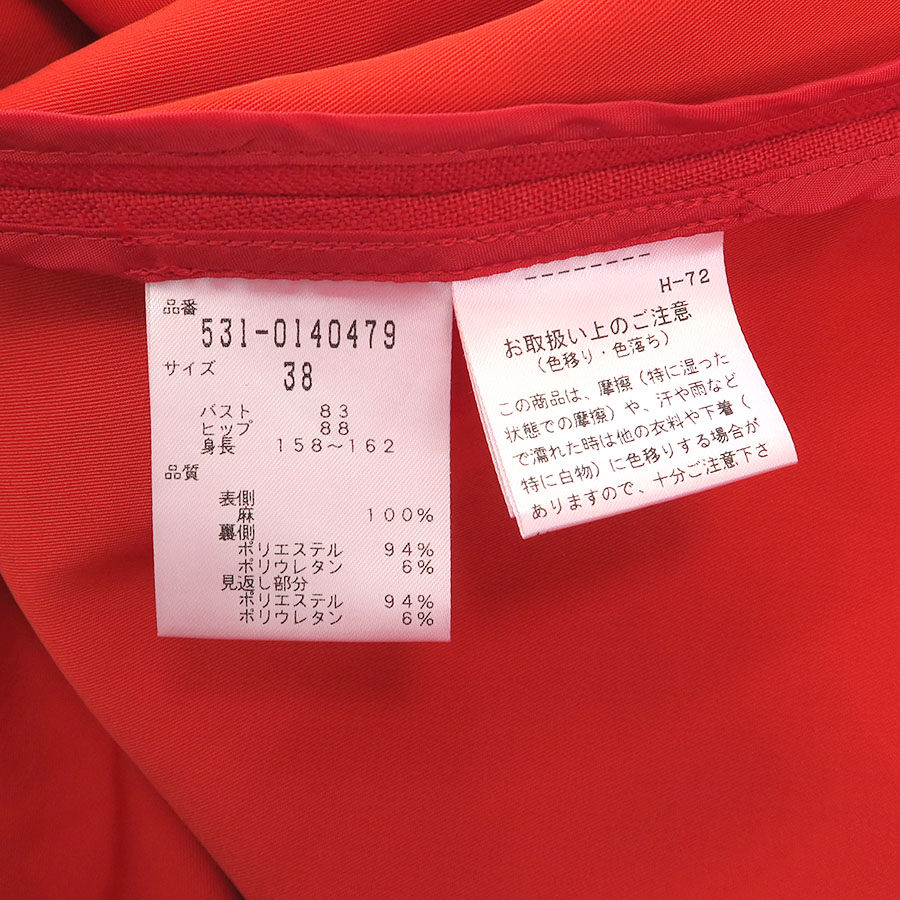 品番
531-0140479
サイズ
38
バスト 83
ヒップ 88
身長 158～162
品質
表側
麻 100%
裏側
ポリエステル 94%
ポリウレタン 6%
見返し部分
ポリエステル 94%
ポリウレタン 6%
--------
H-72
お取扱い上のご注意
(色移り・色落ち)
この商品は、摩擦(特に湿った
状態での摩擦)や、汗や雨など
で濡れた時は他の衣料や下着(
特に白物)に色移りする場合が
ありますので、十分ご注意下さ